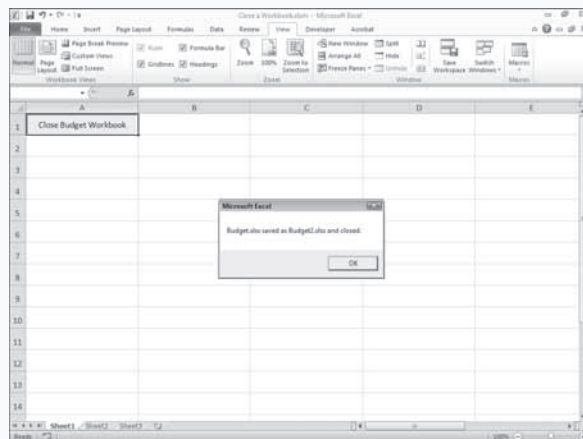 Close a Workbook.xlsm - Microsoft Excel
File Home Insert Page Layout Formulas Data Review View Developer Acrobat
Normal Page Layout Page Break Preview Custom Views Full Screen
Ruler Formula Bar Gridlines Headings
Zoom 100% Zoom to Selection
New Window Arrange All Freeze Panes Split Hide Unhide
Save Workspace Switch Windows Macros
Workbook Views Show Zoom Window Macros
fx
A B C D E
1 Close Budget Workbook
2
3
4
Microsoft Excel
5
Budget.xlsx saved as Budget2.xlsx and closed.
6
7
OK
8
9
10
11
12
13
14
Sheet1 Sheet2 Sheet3
Ready 100%